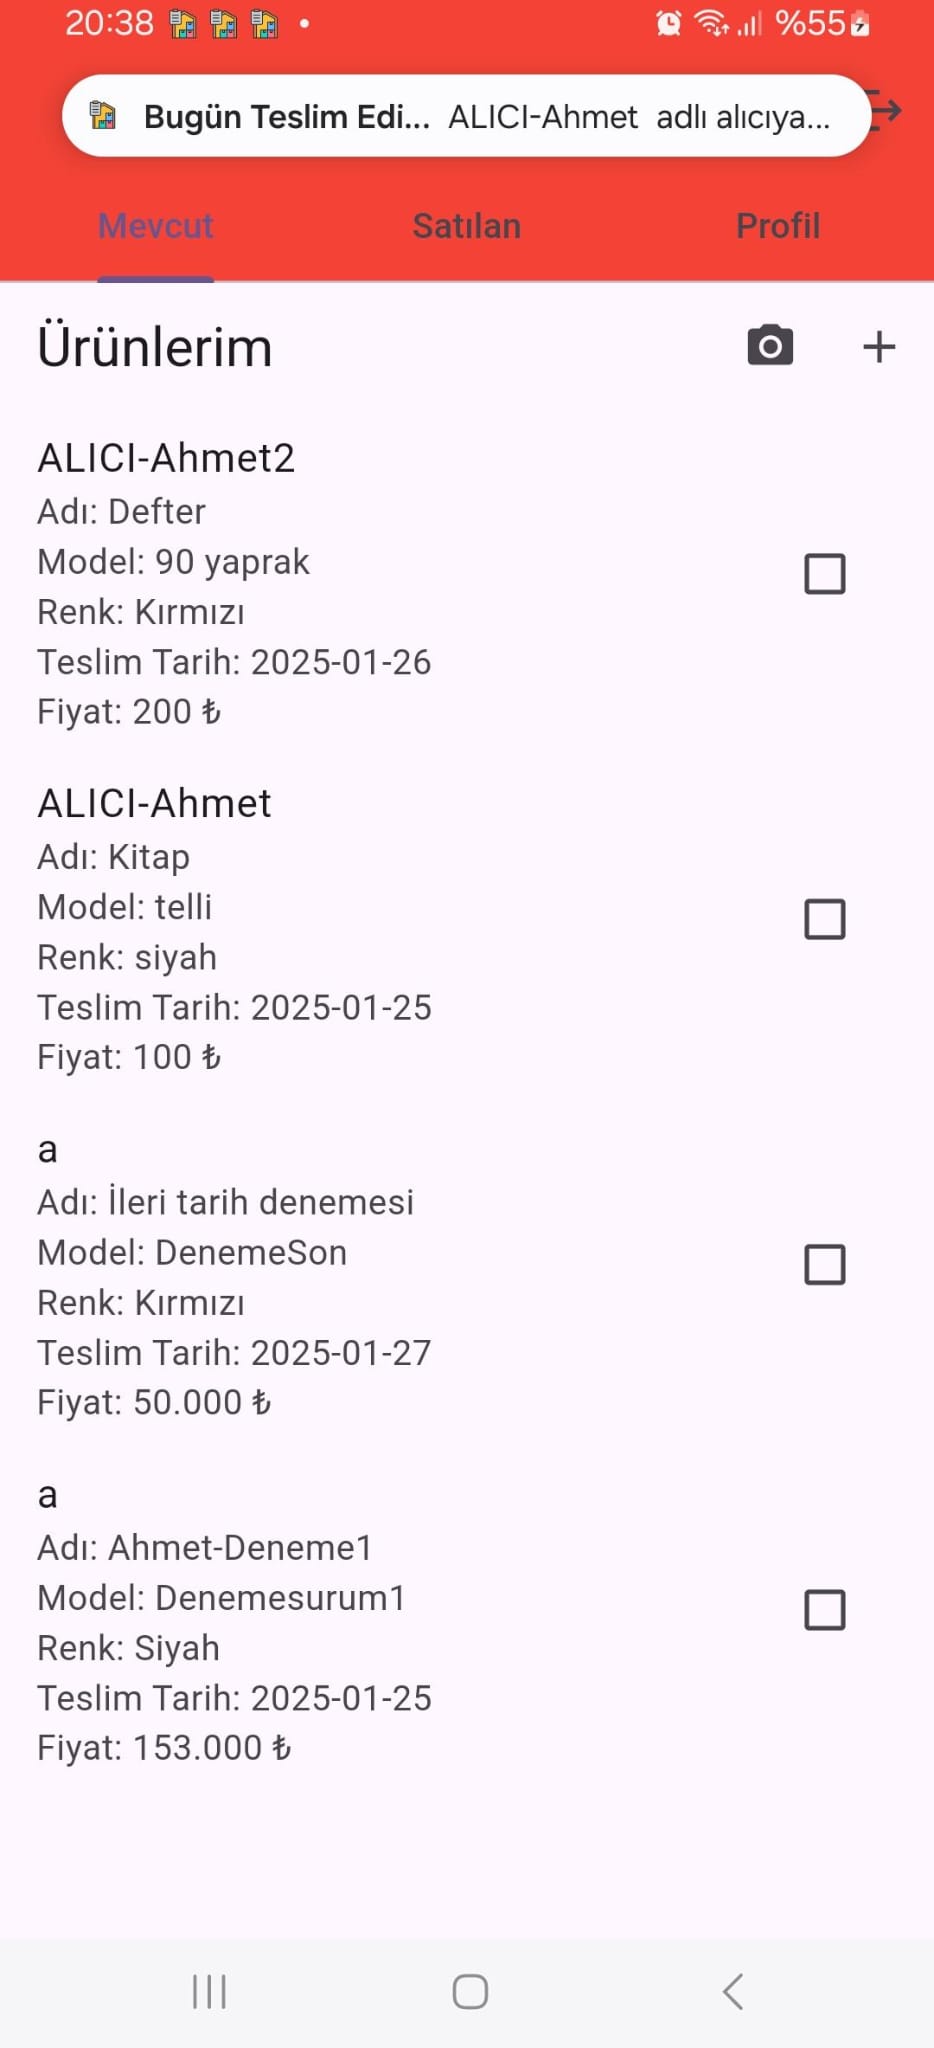 20:38 %55
Bugün Teslim Edi... ALICI-Ahmet adlı alıcıya...
Mevcut Satılan Profil
Ürünlerim
ALICI-Ahmet2
Adı: Defter
Model: 90 yaprak
Renk: Kırmızı
Teslim Tarih: 2025-01-26
Fiyat: 200 ₺
ALICI-Ahmet
Adı: Kitap
Model: telli
Renk: siyah
Teslim Tarih: 2025-01-25
Fiyat: 100 ₺
a
Adı: İleri tarih denemesi
Model: DenemeSon
Renk: Kırmızı
Teslim Tarih: 2025-01-27
Fiyat: 50.000 ₺
a
Adı: Ahmet-Deneme1
Model: Denemesurum1
Renk: Siyah
Teslim Tarih: 2025-01-25
Fiyat: 153.000 ₺